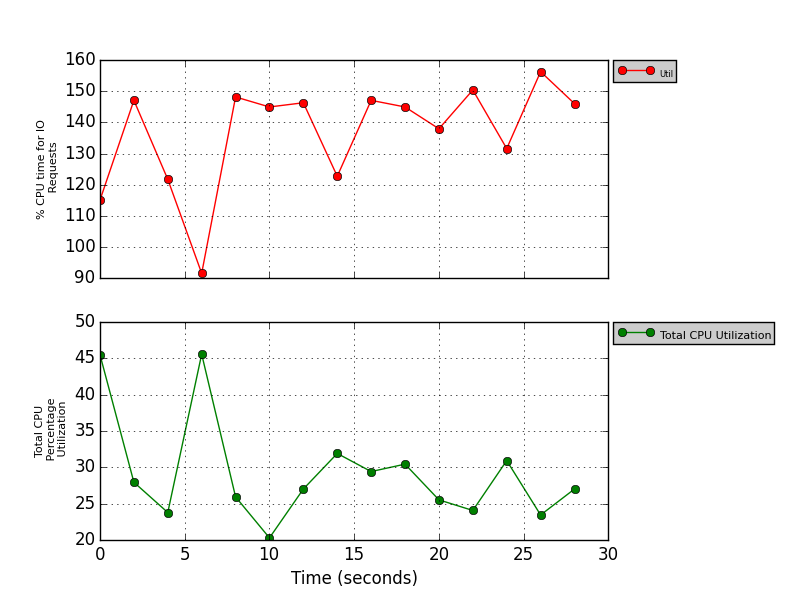 160
150
140
130
120
110
100
90
% CPU time for IO
Requests
Util
50
45
40
35
30
25
20
Total CPU
Percentage
Utilization
Total CPU Utilization
0 5 10 15 20 25 30
Time (seconds)